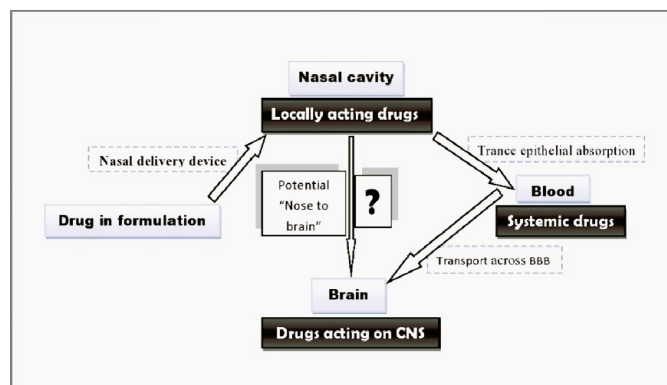 Nasal cavity
Locally acting drugs
Nasal delivery device
Trance epithelial absorption
Potential
"Nose to
brain"
?
Drug in formulation
Blood
Systemic drugs
Transport across BBB
Brain
Drugs acting on CNS